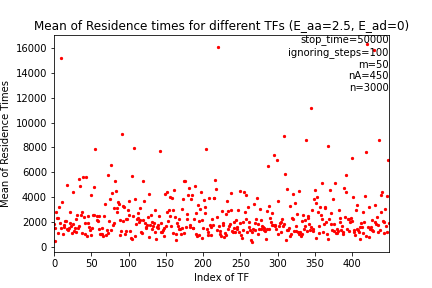 Mean of Residence times for different TFs (E_aa=2.5, E_ad=0)
stop_time=50000
ignoring_steps=100
m=50
nA=450
n=3000
Mean of Residence Times
16000
14000
12000
10000
8000
6000
4000
2000
0
0 50 100 150 200 250 300 350 400
Index of TF